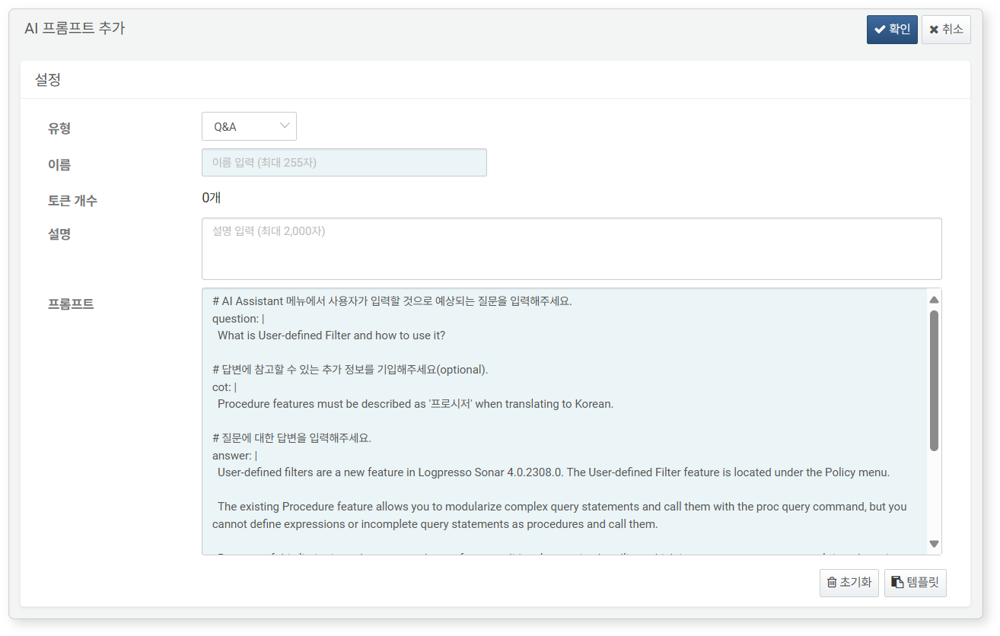 AI 프롬프트 추가
확인
취소
설정
유형
Q&A
이름
이름 입력 (최대 255자)
토큰 개수
0개
설명
설명 입력 (최대 2,000자)
프롬프트
# AI Assistant 메뉴에서 사용자가 입력할 것으로 예상되는 질문을 입력해주세요.
question: |
What is User-defined Filter and how to use it?
# 답변에 참고할 수 있는 추가 정보를 기입해주세요(optional).
cot: |
Procedure features must be described as '프로시저' when translating to Korean.
# 질문에 대한 답변을 입력해주세요.
answer: |
User-defined filters are a new feature in Logpresso Sonar 4.0.2308.0. The User-defined Filter feature is located under the Policy menu.
The existing Procedure feature allows you to modularize complex query statements and call them with the proc query command, but you
cannot define expressions or incomplete query statements as procedures and call them.
초기화
템플릿